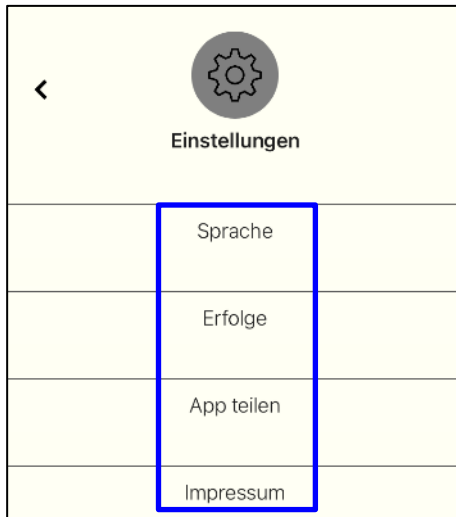 Einstellungen
Sprache
Erfolge
App teilen
Impressum